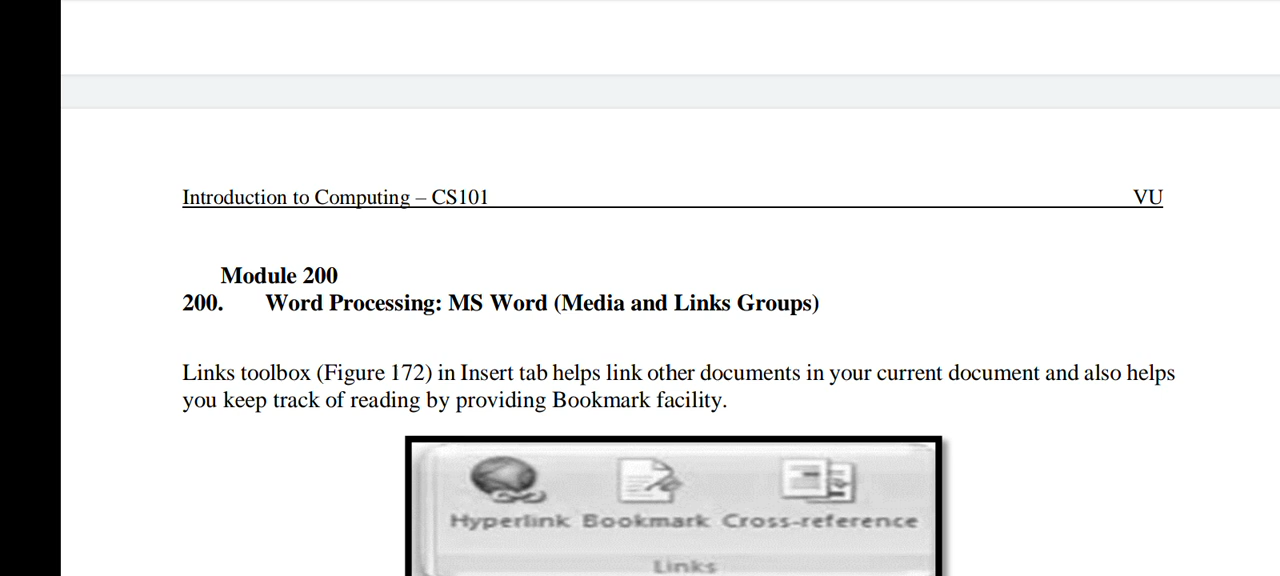 Introduction to Computing – CS101 VU
Module 200
200. Word Processing: MS Word (Media and Links Groups)
Links toolbox (Figure 172) in Insert tab helps link other documents in your current document and also helps
you keep track of reading by providing Bookmark facility.
Hyperlink Bookmark Cross-reference
Links